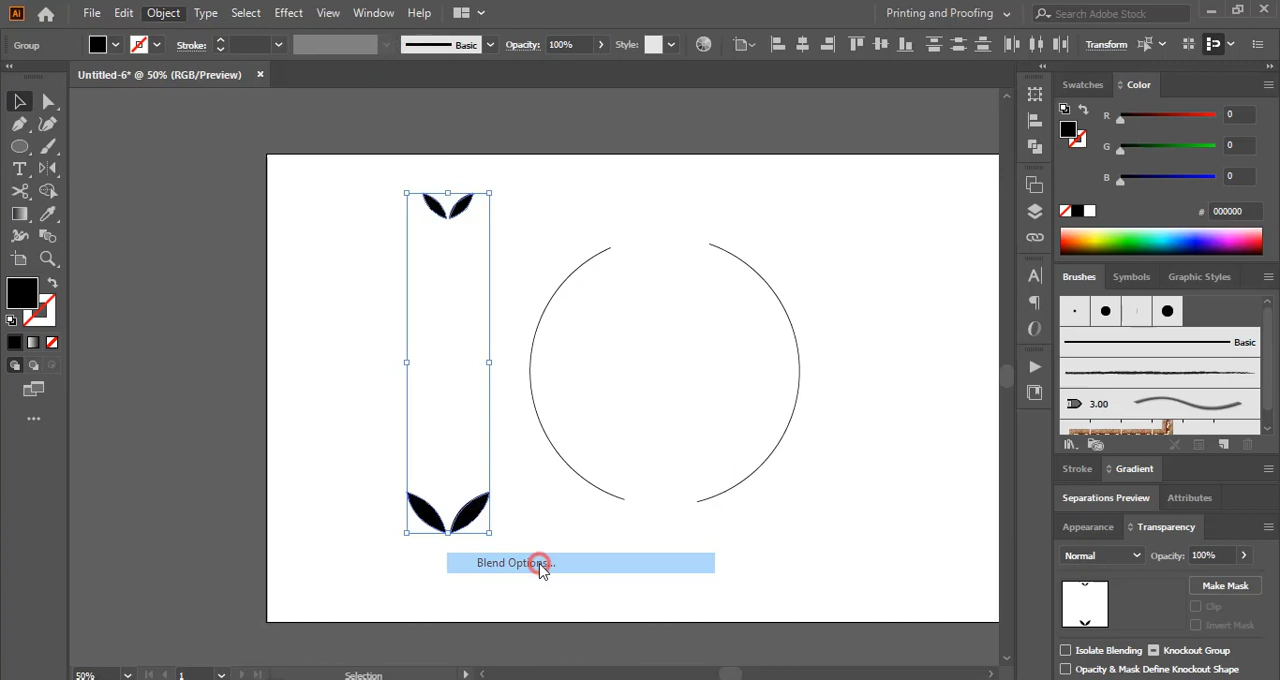 Ai File Edit Object Type Select Effect View Window Help Printing and Proofing Search Adobe Stock
Group Stroke: Basic Opacity: 100% Style: Transform
Untitled-6* @ 50% (RGB/Preview) ×
Swatches Color
R 0
G 0
B 0
# 000000
Brushes Symbols Graphic Styles
Basic
3.00
Stroke Gradient
Separations Preview Attributes
Appearance Transparency
Normal Opacity: 100%
Make Mask
Clip
Invert Mask
Isolate Blending Knockout Group
Opacity & Mask Define Knockout Shape
Blend Options...
50% 1 Selection